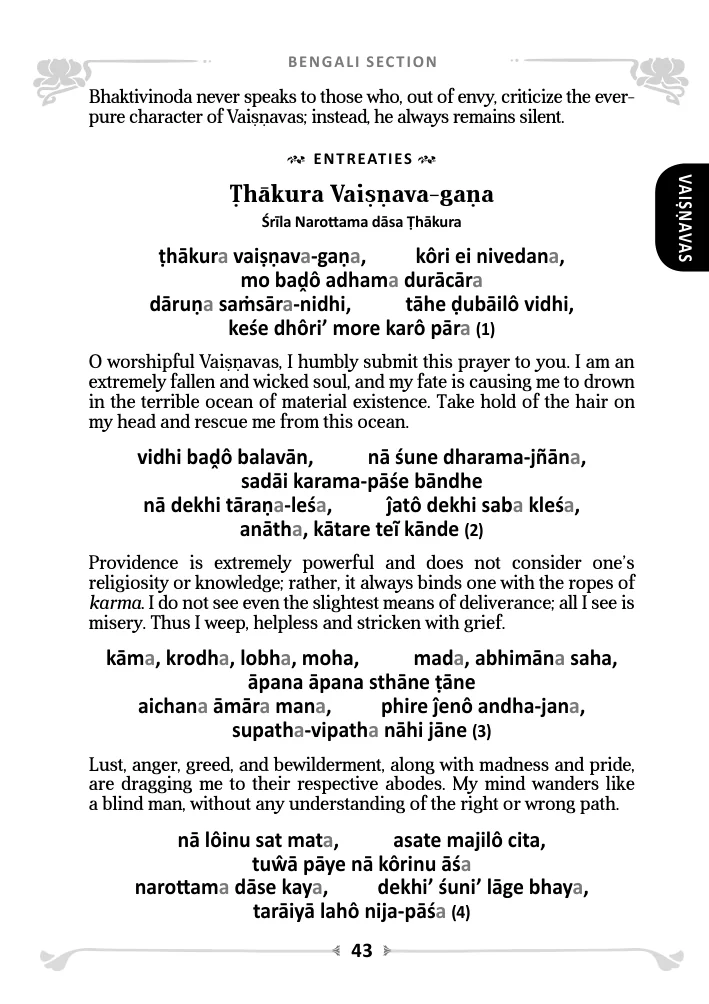 BENGALI SECTION
Bhaktivinoda never speaks to those who, out of envy, criticize the ever-
pure character of Vaiṣṇavas; instead, he always remains silent.
ENTREATIES
Ṭhākura Vaiṣṇava-gaṇa
Śrīla Narottama dāsa Ṭhākura
VAIṢṆAVAS
ṭhākura vaiṣṇava-gaṇa, kôri ei nivedana,
mo baḓô adhama durācāra
dāruṇa saṁsāra-nidhi, tāhe ḍubāilô vidhi,
keśe dhôri’ more karô pāra (1)
O worshipful Vaiṣṇavas, I humbly submit this prayer to you. I am an
extremely fallen and wicked soul, and my fate is causing me to drown
in the terrible ocean of material existence. Take hold of the hair on
my head and rescue me from this ocean.
vidhi baḓô balavān, nā śune dharama-jñāna,
sadāi karama-pāśe bāndhe
nā dekhi tāraṇa-leśa, ĵatô dekhi saba kleśa,
anātha, kātare teĩ kānde (2)
Providence is extremely powerful and does not consider one’s
religiosity or knowledge; rather, it always binds one with the ropes of
karma. I do not see even the slightest means of deliverance; all I see is
misery. Thus I weep, helpless and stricken with grief.
kāma, krodha, lobha, moha, mada, abhimāna saha,
āpana āpana sthāne ṭāne
aichana āmāra mana, phire ĵenô andha-jana,
supatha-vipatha nāhi jāne (3)
Lust, anger, greed, and bewilderment, along with madness and pride,
are dragging me to their respective abodes. My mind wanders like
a blind man, without any understanding of the right or wrong path.
nā lôinu sat mata, asate majilô cita,
tuŵā pāye nā kôrinu āśa
narottama dāse kaya, dekhi’ śuni’ lāge bhaya,
tarāiyā lahô nija-pāśa (4)
43